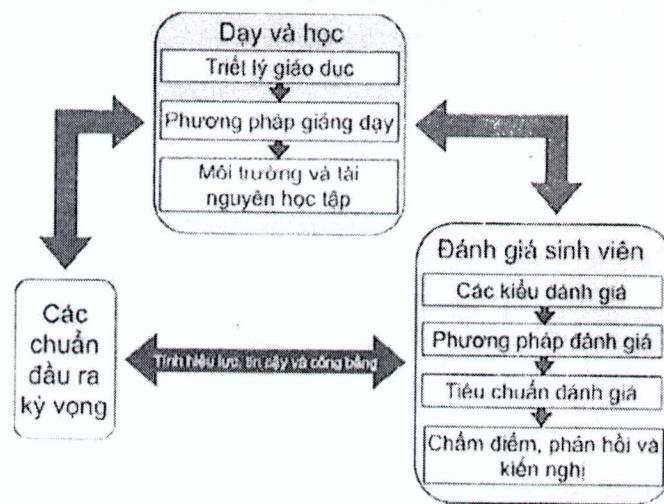 Dạy và học
Triết lý giáo dục
Phương pháp giảng dạy
Môi trường và tài
nguyên học tập
Đánh giá sinh viên
Các kiểu đánh giá
Phương pháp đánh giá
Tiêu chuẩn đánh giá
Chấm điểm, phản hồi và
kiến nghị
Các
chuẩn
đầu ra
kỳ vọng
Tính hiệu lực, tin cậy và công bằng